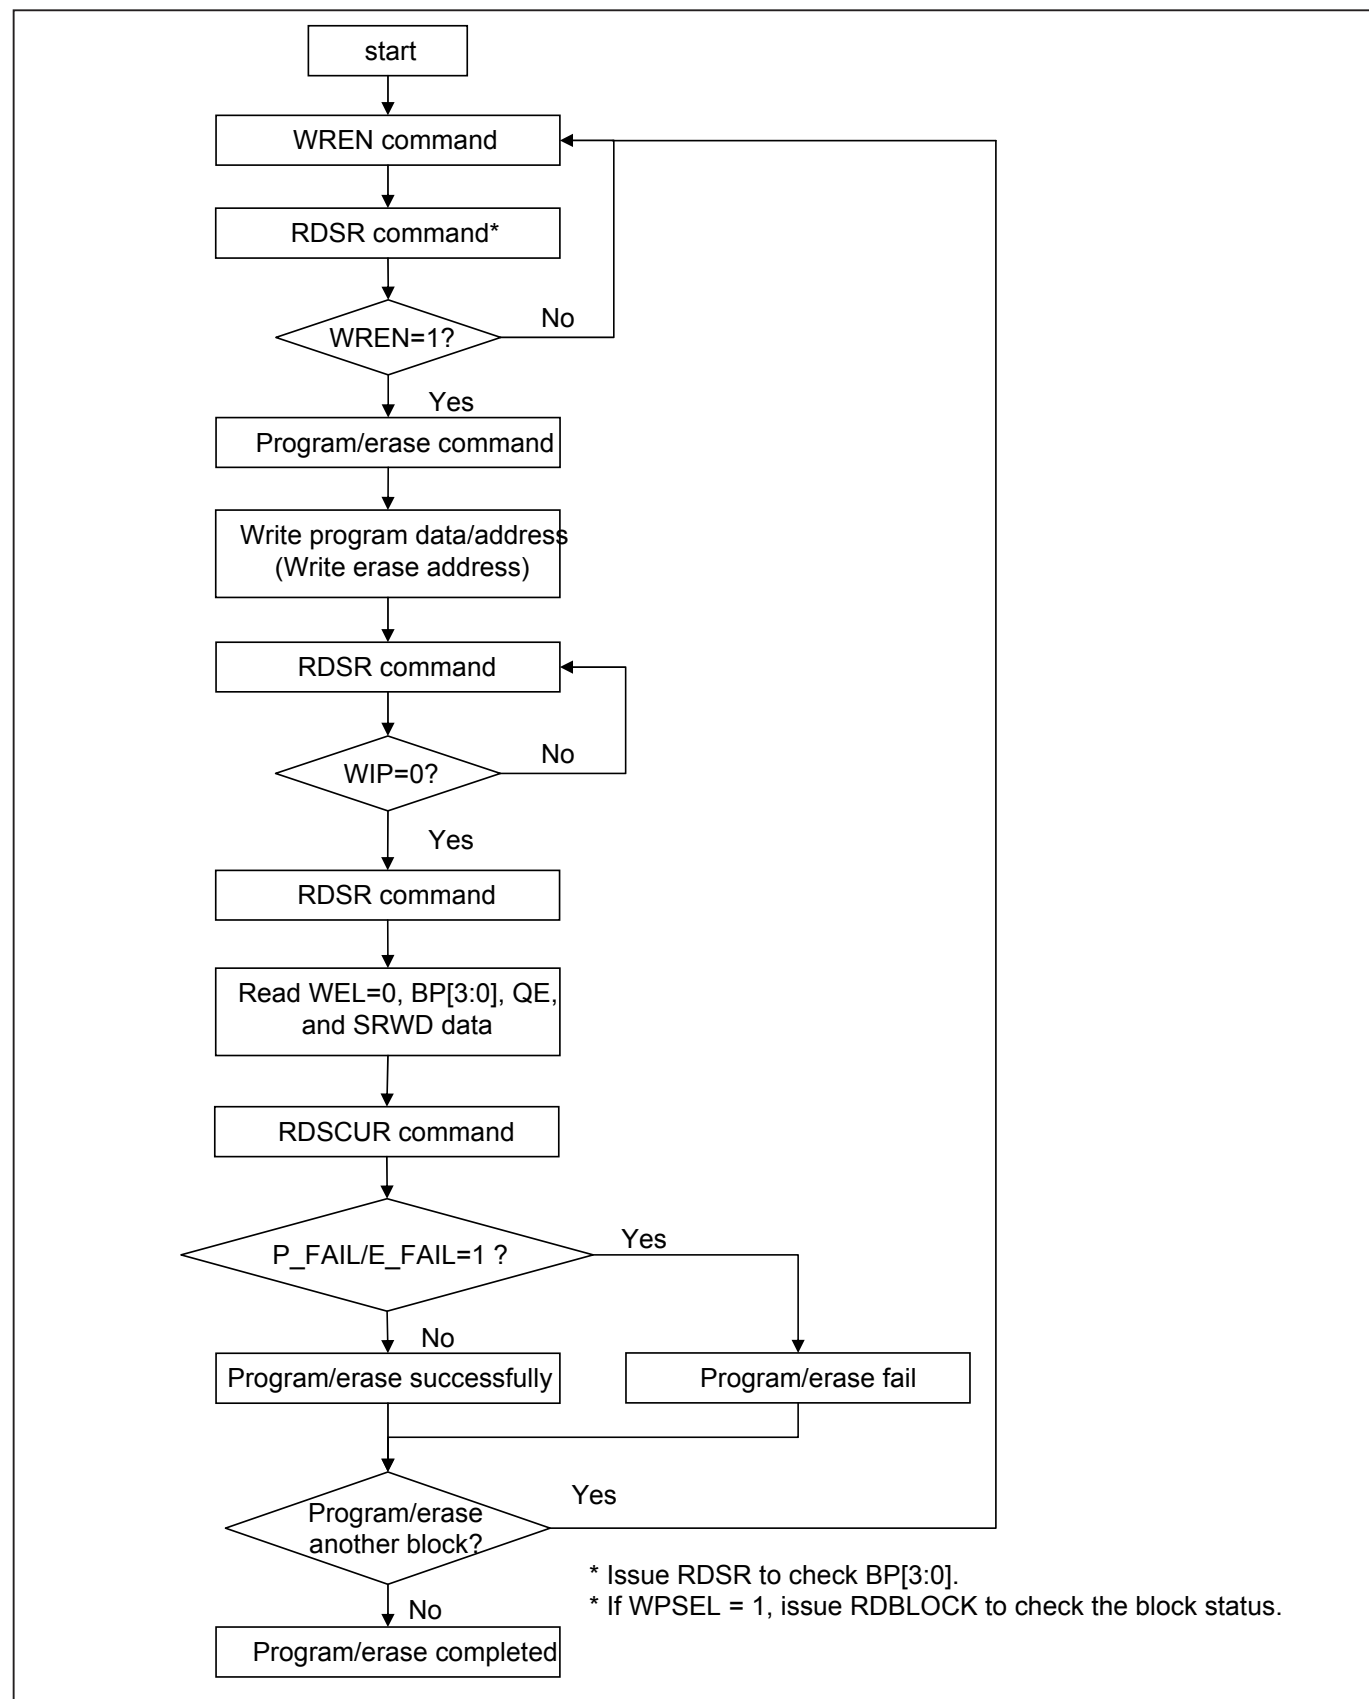 start
WREN command
RDSR command*
WREN=1?
No
Yes
Program/erase command
Write program data/address
(Write erase address)
RDSR command
WIP=0?
No
Yes
RDSR command
Read WEL=0, BP[3:0], QE,
and SRWD data
RDSCUR command
P_FAIL/E_FAIL=1 ?
Yes
No
Program/erase successfully
Program/erase fail
Program/erase
another block?
Yes
* Issue RDSR to check BP[3:0].
* If WPSEL = 1, issue RDBLOCK to check the block status.
No
Program/erase completed